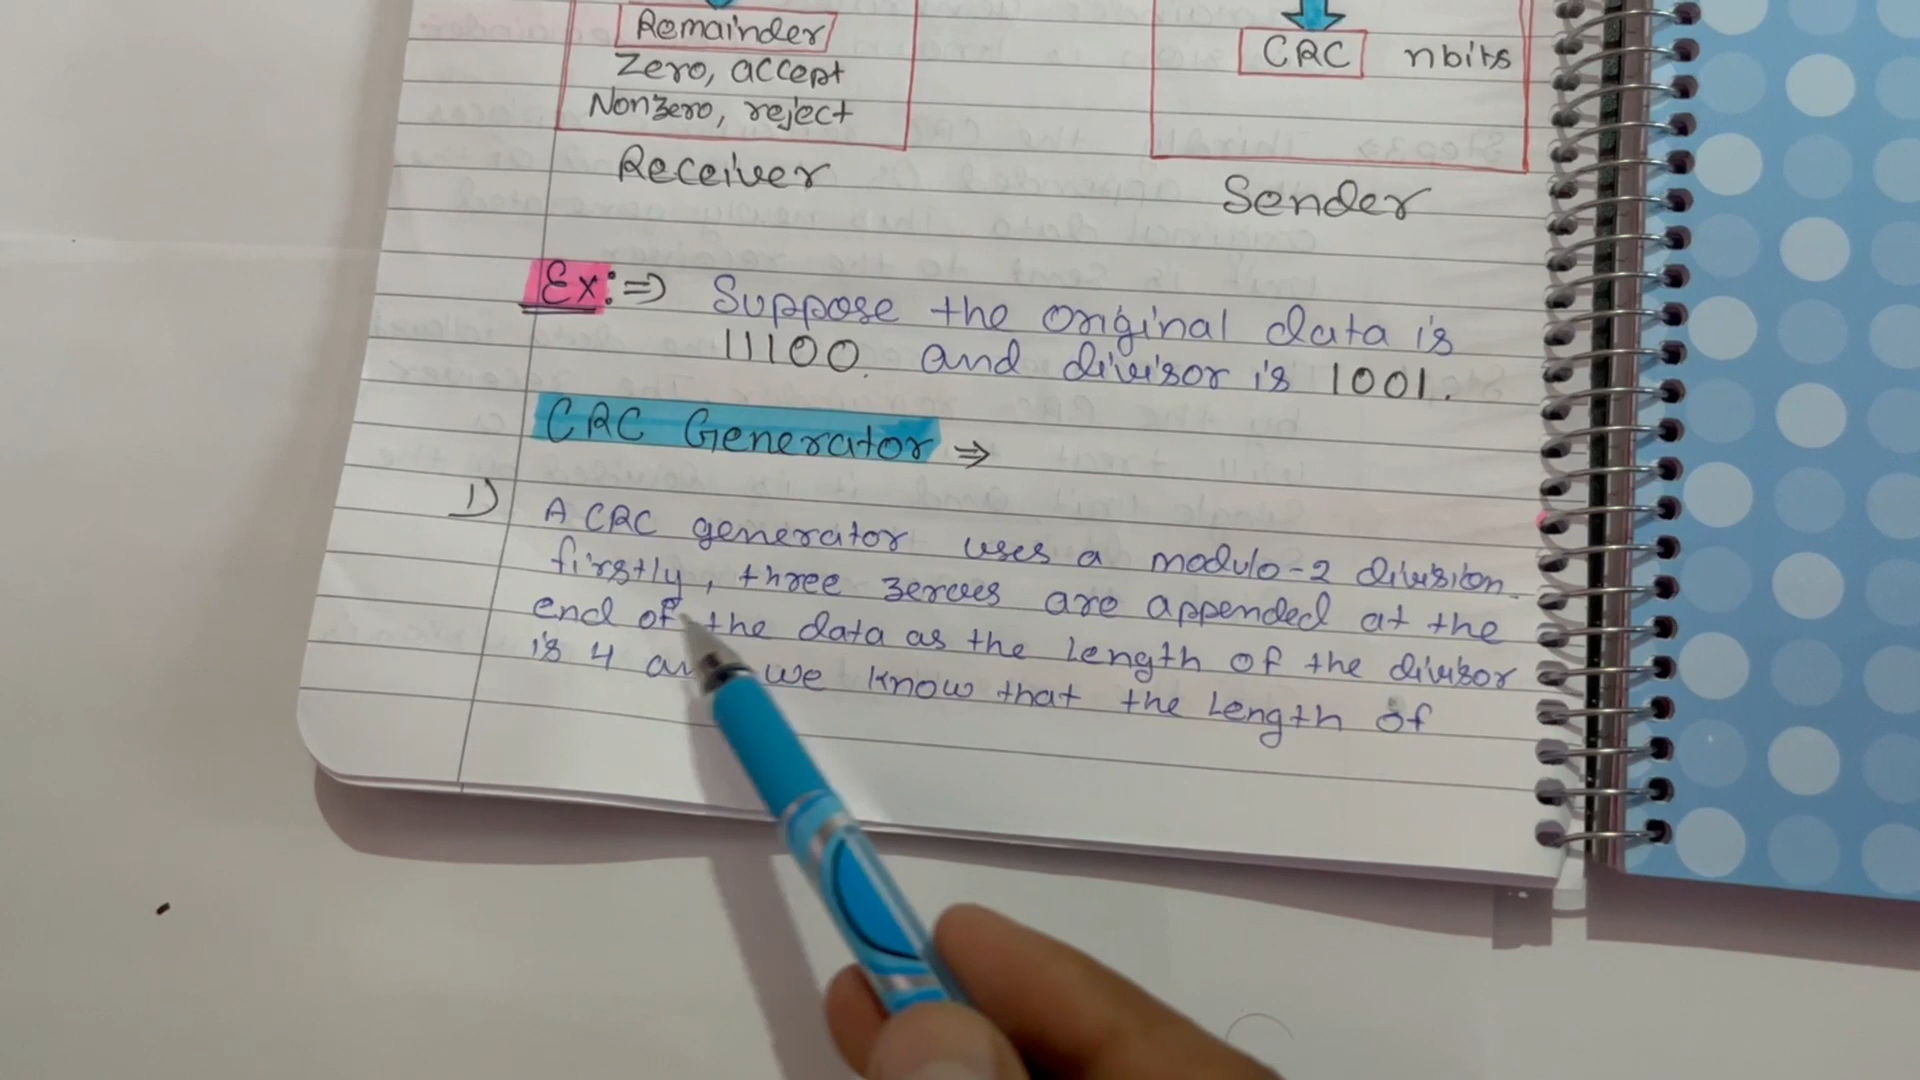 Remainder
Zero, accept
Nonzero, reject
Receiver
CRC nbits
Sender
Ex:⇒ Suppose the original data is
11100. and divisor is 1001.
CRC Generator ⇒
1) A CRC generator uses a modulo-2 division.
firstly, three zeroes are appended at the
end of the data as the length of the divisor
is 4 we know that the length of